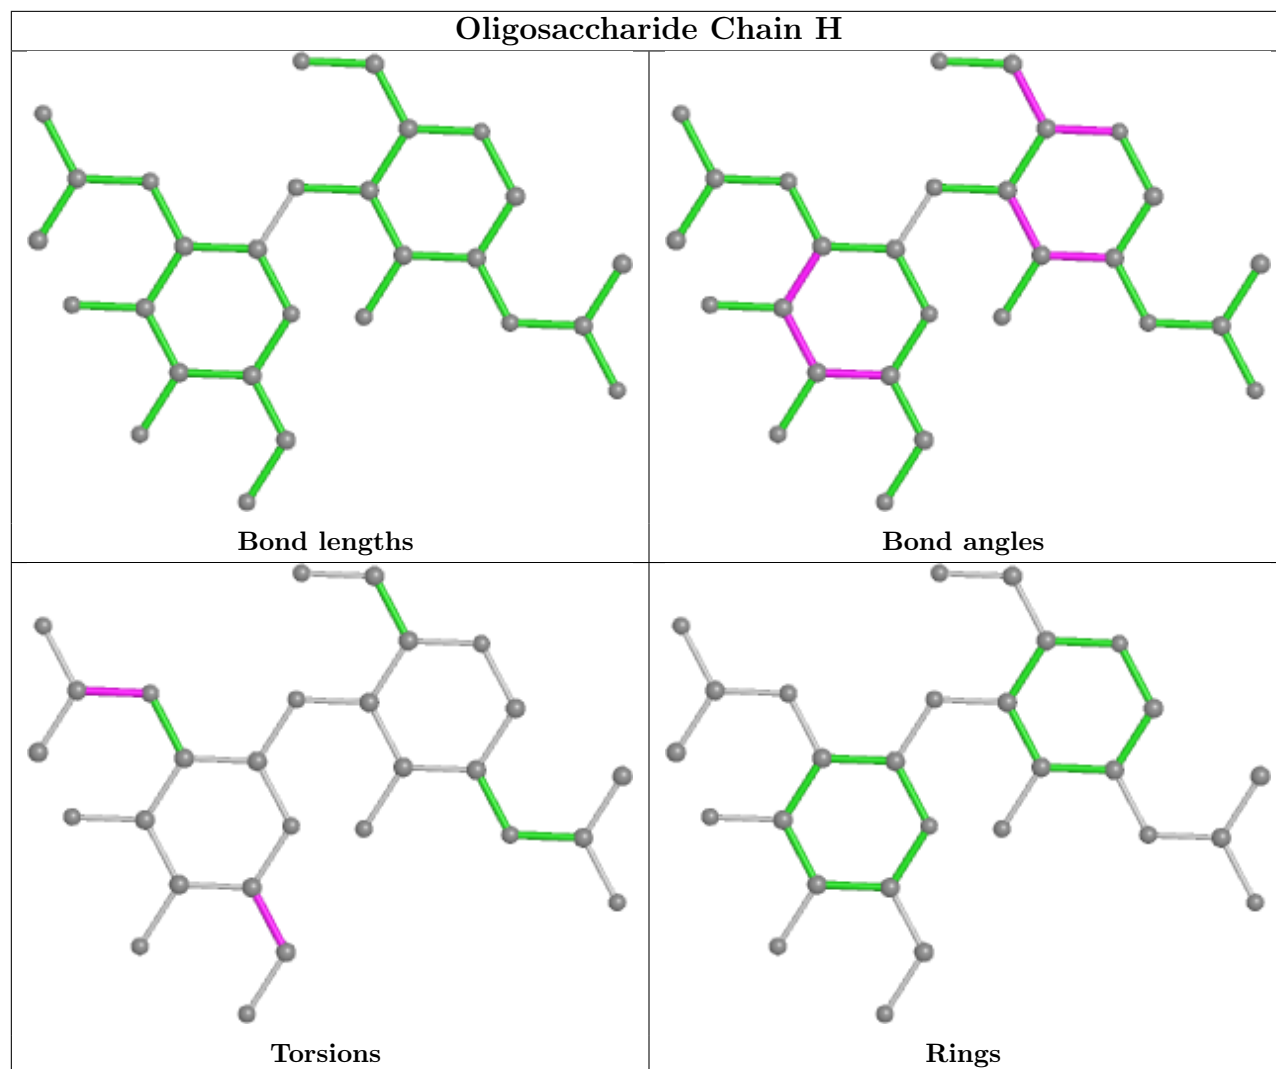 Oligosaccharide Chain H
Bond lengths
Bond angles
Torsions
Rings